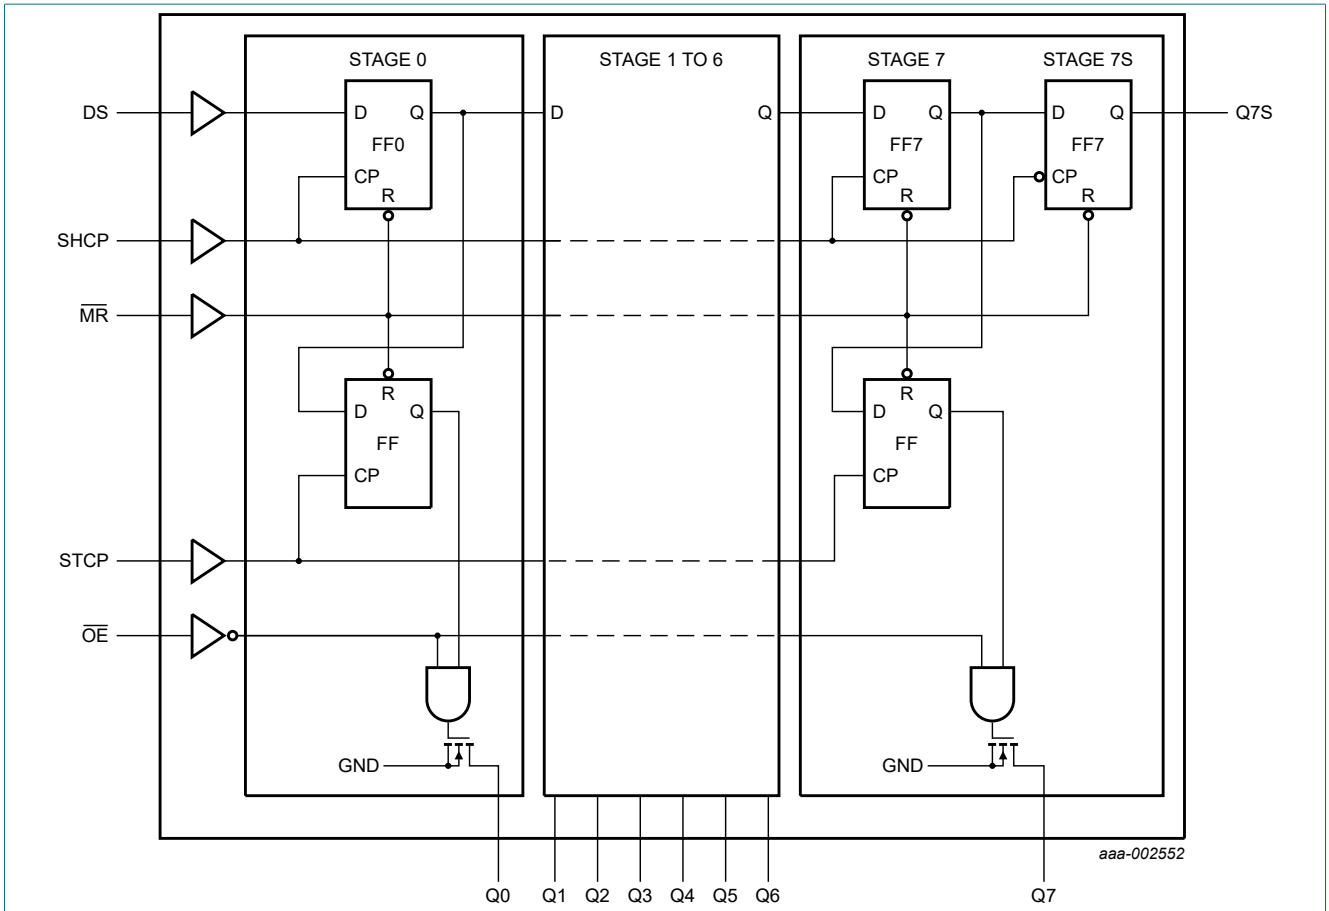 STAGE 0
STAGE 1 TO 6
STAGE 7
STAGE 7S
DS
D
Q
D
Q
D
Q
D
Q
Q7S
FF0
FF7
FF7
CP
CP
CP
R
R
R
SHCP
MR
R
R
D
Q
D
Q
FF
FF
CP
CP
STCP
OE
GND
GND
aaa-002552
Q0
Q1
Q2
Q3
Q4
Q5
Q6
Q7